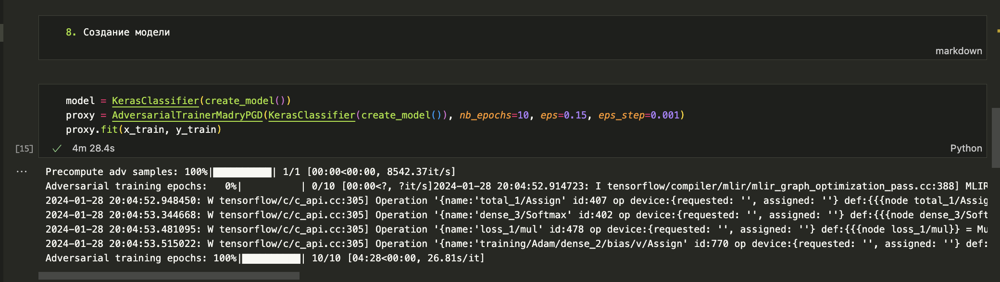 8. Создание модели
markdown
model = KerasClassifier(create_model())
proxy = AdversarialTrainerMadryPGD(KerasClassifier(create_model()), nb_epochs=10, eps=0.15, eps_step=0.001)
proxy.fit(x_train, y_train)
[15] ✓ 4m 28.4s Python
... Precompute adv samples: 100%|██████████| 1/1 [00:00<00:00, 8542.37it/s]
Adversarial training epochs:   0%|          | 0/10 [00:00<?, ?it/s]2024-01-28 20:04:52.914723: I tensorflow/compiler/mlir/mlir_graph_optimization_pass.cc:388] MLIR
2024-01-28 20:04:52.948450: W tensorflow/c/c_api.cc:305] Operation '{name:'total_1/Assign' id:407 op device:{requested: '', assigned: ''} def:{{{node total_1/Assig
2024-01-28 20:04:53.344668: W tensorflow/c/c_api.cc:305] Operation '{name:'dense_3/Softmax' id:402 op device:{requested: '', assigned: ''} def:{{{node dense_3/Soft
2024-01-28 20:04:53.481095: W tensorflow/c/c_api.cc:305] Operation '{name:'loss_1/mul' id:478 op device:{requested: '', assigned: ''} def:{{{node loss_1/mul}} = Mu
2024-01-28 20:04:53.515022: W tensorflow/c/c_api.cc:305] Operation '{name:'training/Adam/dense_2/bias/v/Assign' id:770 op device:{requested: '', assigned: ''} def:
Adversarial training epochs: 100%|██████████| 10/10 [04:28<00:00, 26.81s/it]